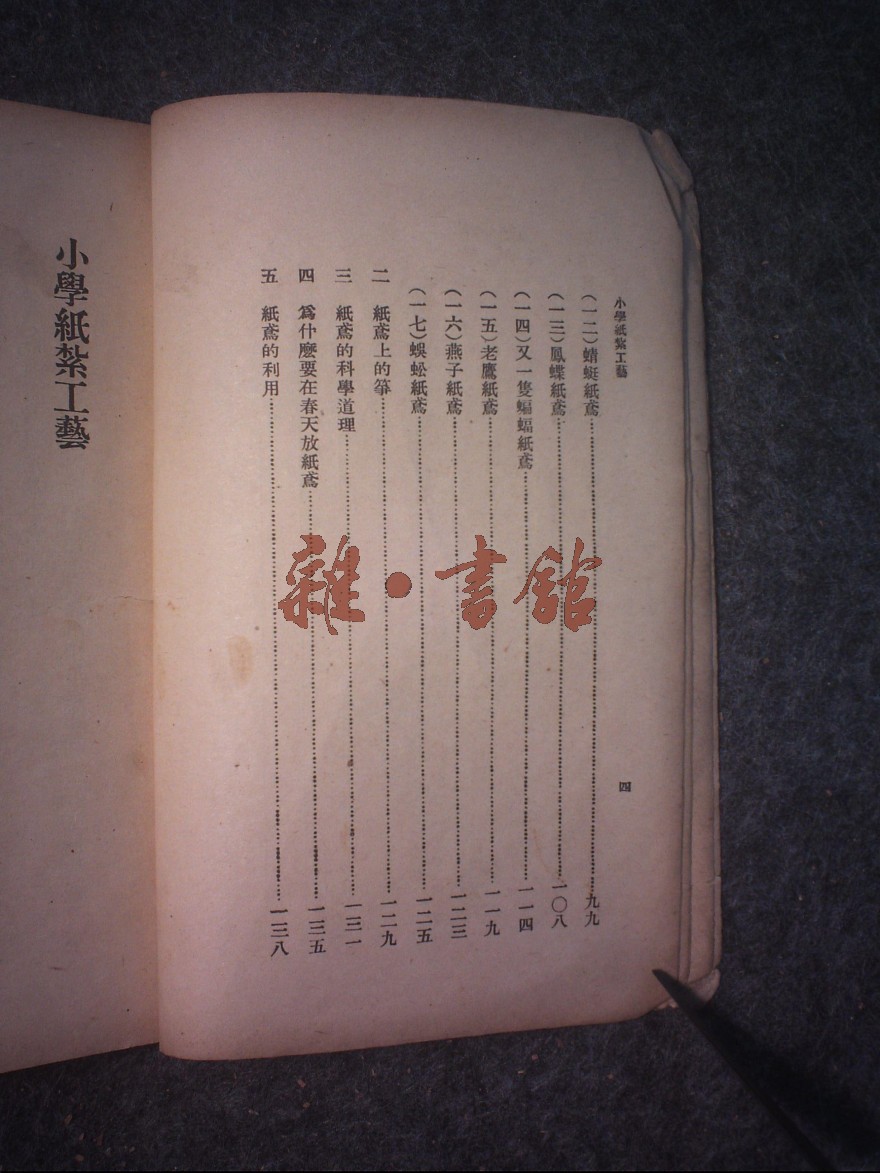 小學紙紮工藝
四
(一二)蜻蜓紙鳶……九九
(一三)鳳蝶紙鳶……一〇八
(一四)又一隻蝙蝠紙鳶……一一四
(一五)老鷹紙鳶……一一九
(一六)燕子紙鳶……一二三
(一七)蜈蚣紙鳶……一二五
二 紙鳶上的箏……一二九
三 紙鳶的科學道理……一三一
四 爲什麽要在春天放紙鳶……一三五
五 紙鳶的利用……一三八
小學紙紮工藝
雜·書館